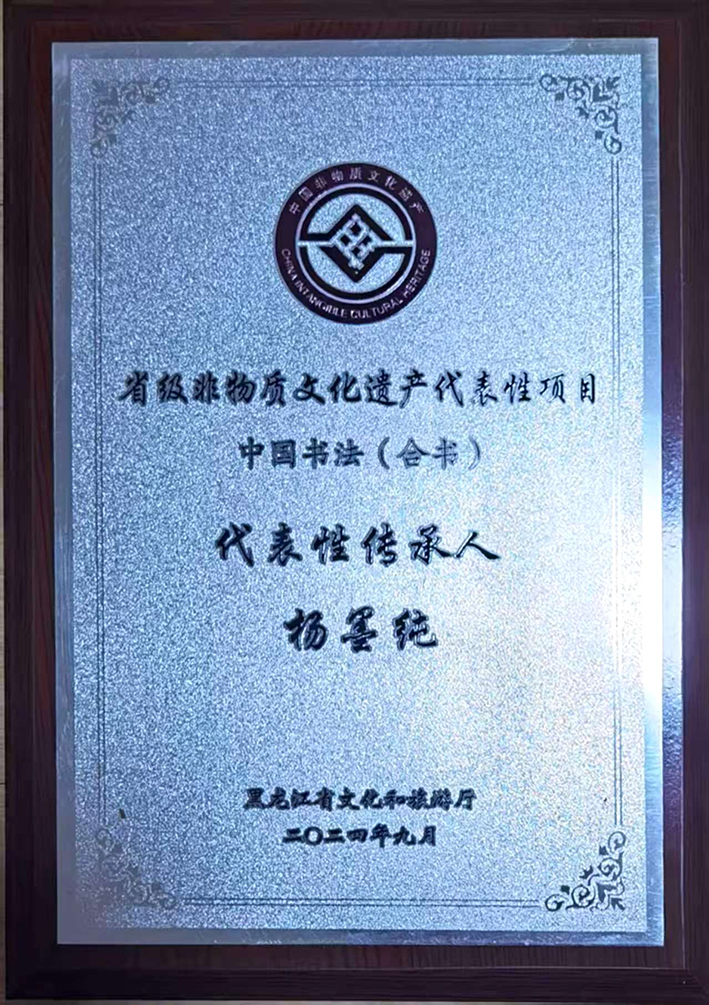 中国非物质文化遗产
CHINA INTANGIBLE CULTURAL HERITAGE
省级非物质文化遗产代表性项目
中国书法（合书）
代表性传承人
杨墨纯
黑龙江省文化和旅游厅
二〇二四年九月